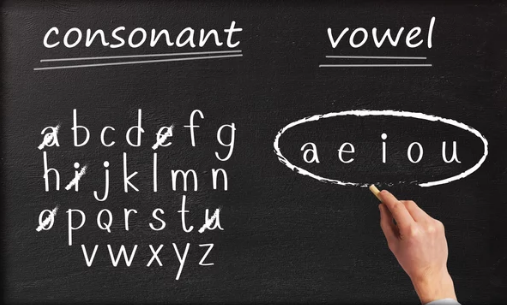 consonant
vowel
a b c d e f g
h i j k l m n
o p q r s t u
v w x y z
a e i o u